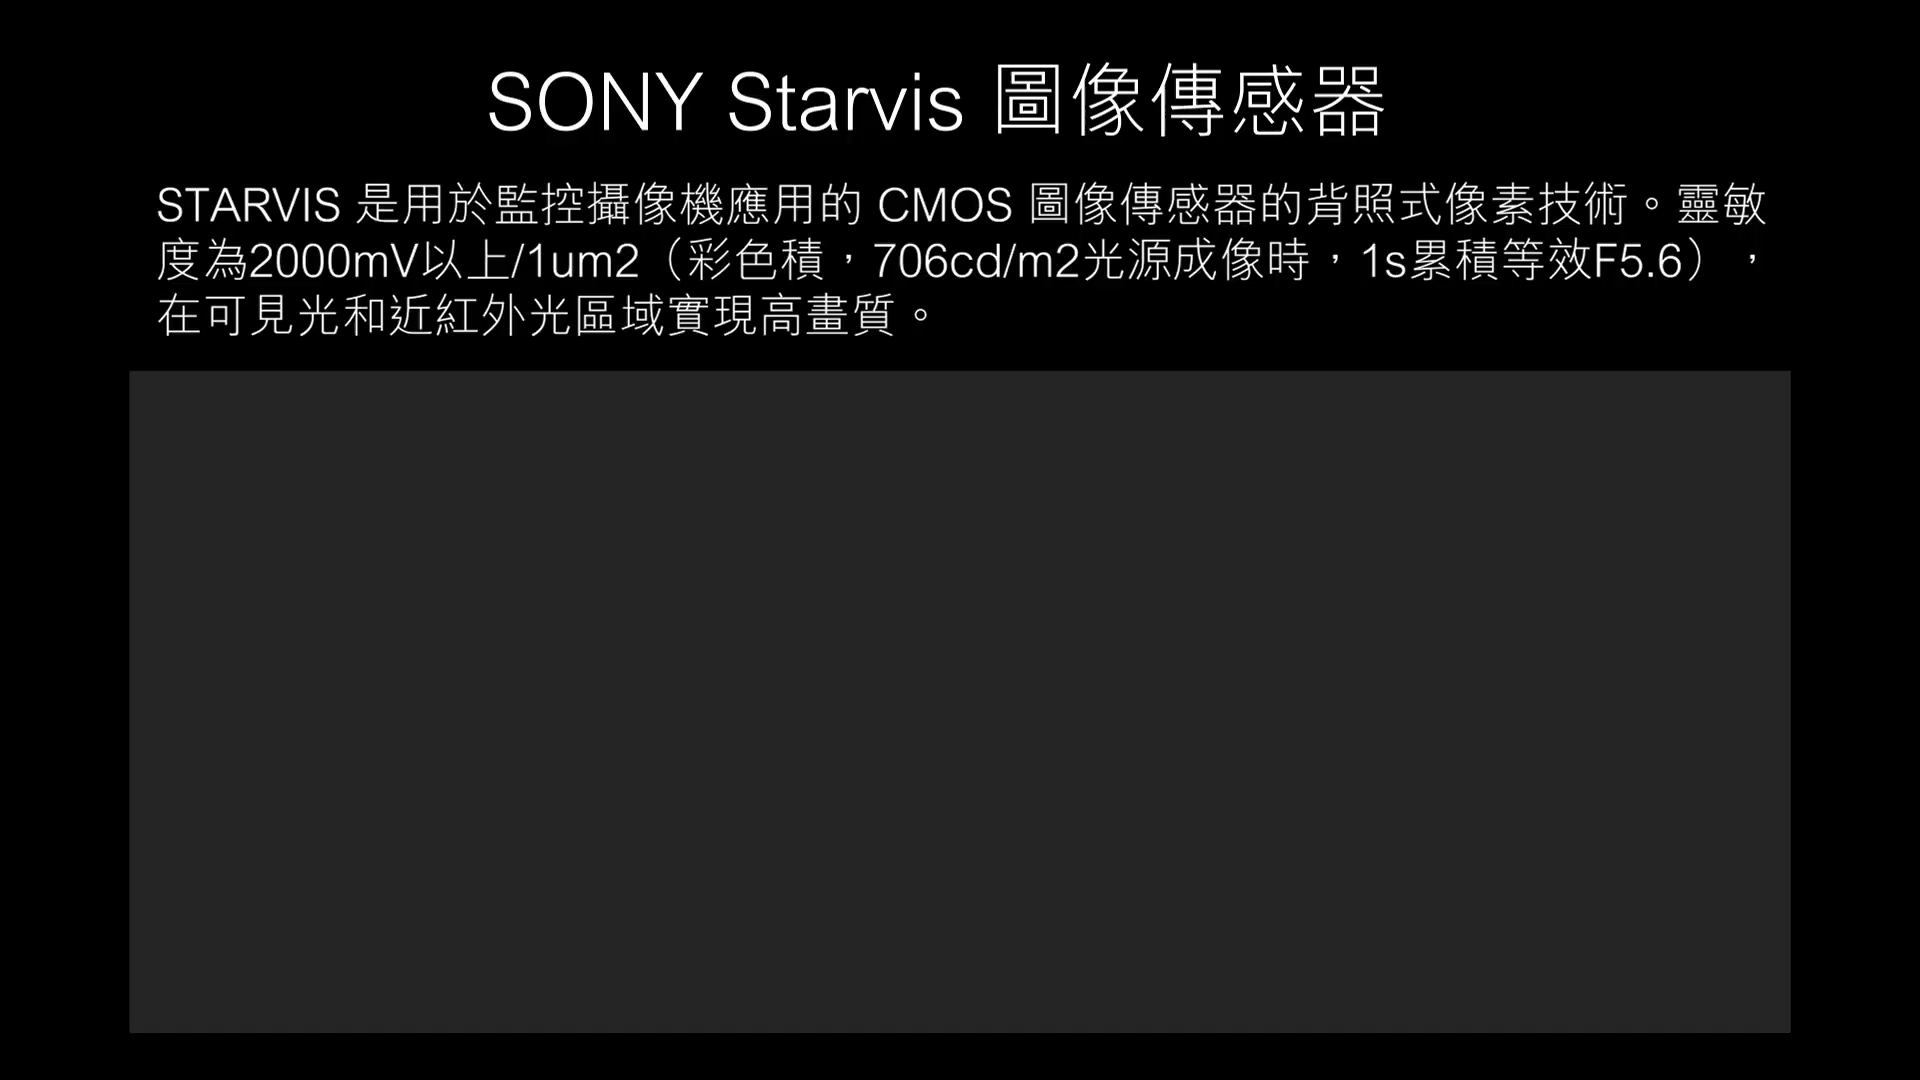 SONY Starvis 圖像傳感器
STARVIS 是用於監控攝像機應用的 CMOS 圖像傳感器的背照式像素技術。靈敏
度為2000mV以上/1um2（彩色積，706cd/m2光源成像時，1s累積等效F5.6），
在可見光和近紅外光區域實現高畫質。